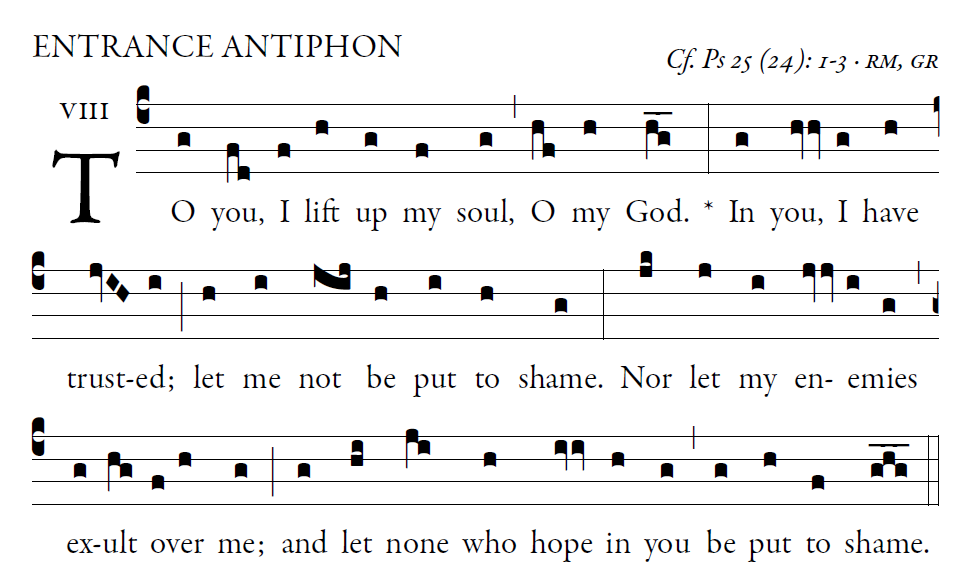 ENTRANCE ANTIPHON
Cf. Ps 25 (24): 1-3 · RM, GR
VIII
TO you, I lift up my soul, O my God. * In you, I have
trust-ed; let me not be put to shame. Nor let my en- emies
ex-ult over me; and let none who hope in you be put to shame.